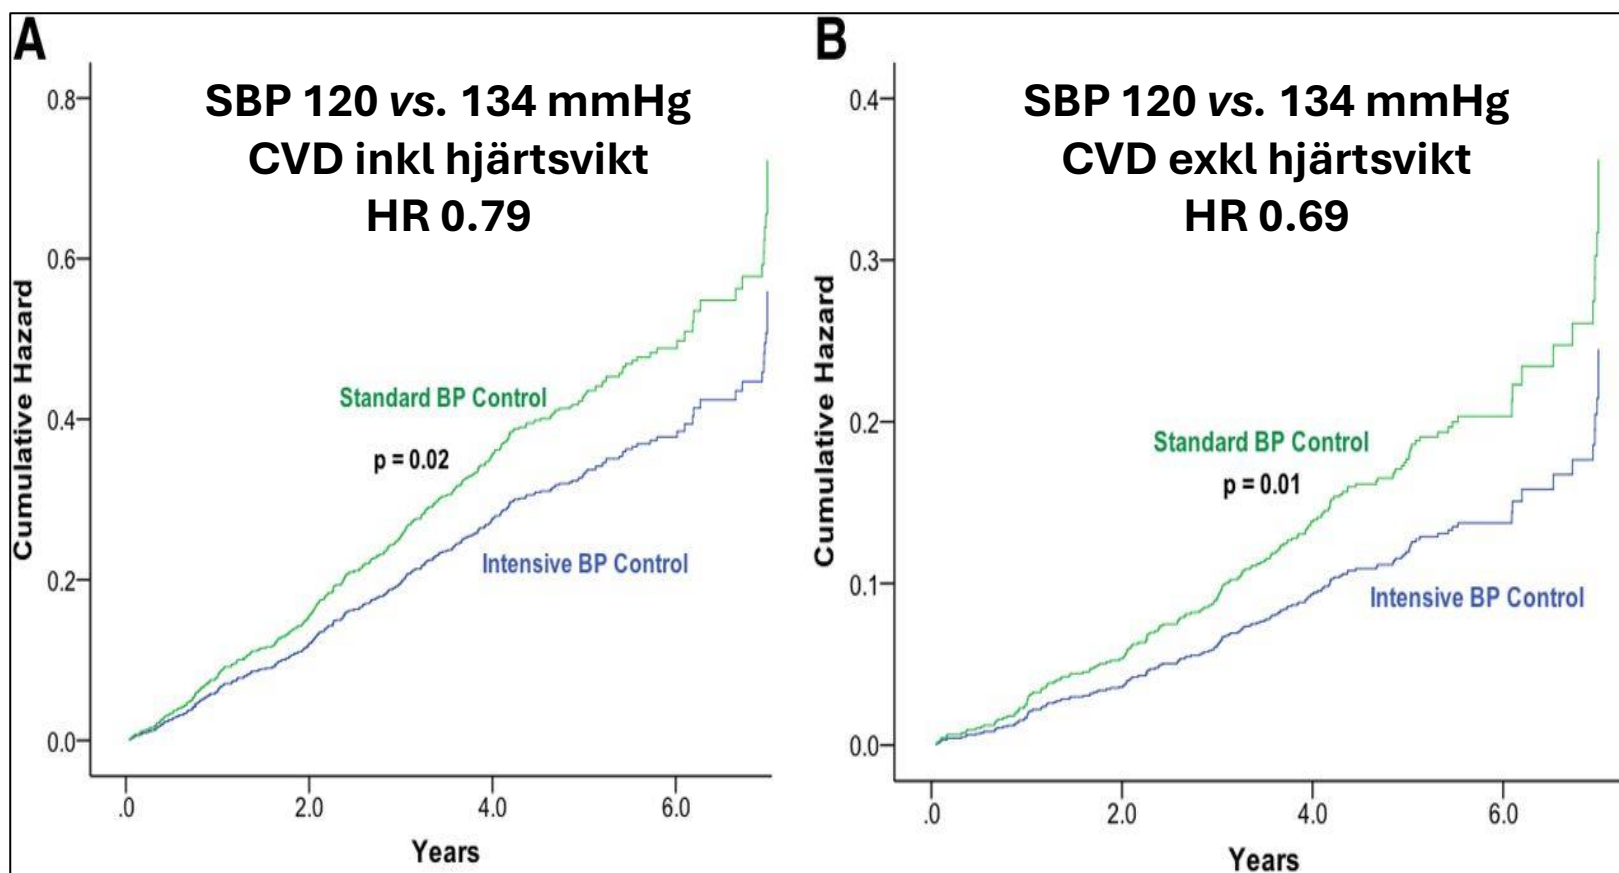 A
SBP 120 vs. 134 mmHg
CVD inkl hjärtsvikt
HR 0.79
0.8
0.6
0.4
0.2
0.0
Cumulative Hazard
Standard BP Control
p = 0.02
Intensive BP Control
.0
2.0
4.0
6.0
Years
B
SBP 120 vs. 134 mmHg
CVD exkl hjärtsvikt
HR 0.69
0.4
0.3
0.2
0.1
0.0
Cumulative Hazard
Standard BP Control
p = 0.01
Intensive BP Control
.0
2.0
4.0
6.0
Years